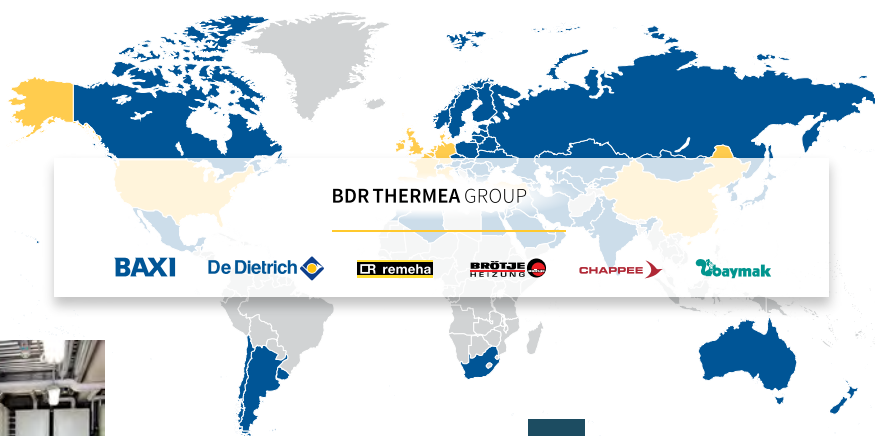 BDR THERMEA GROUP
BAXI De Dietrich remeha BRÖTJE HEIZUNG CHAPPEE baymak